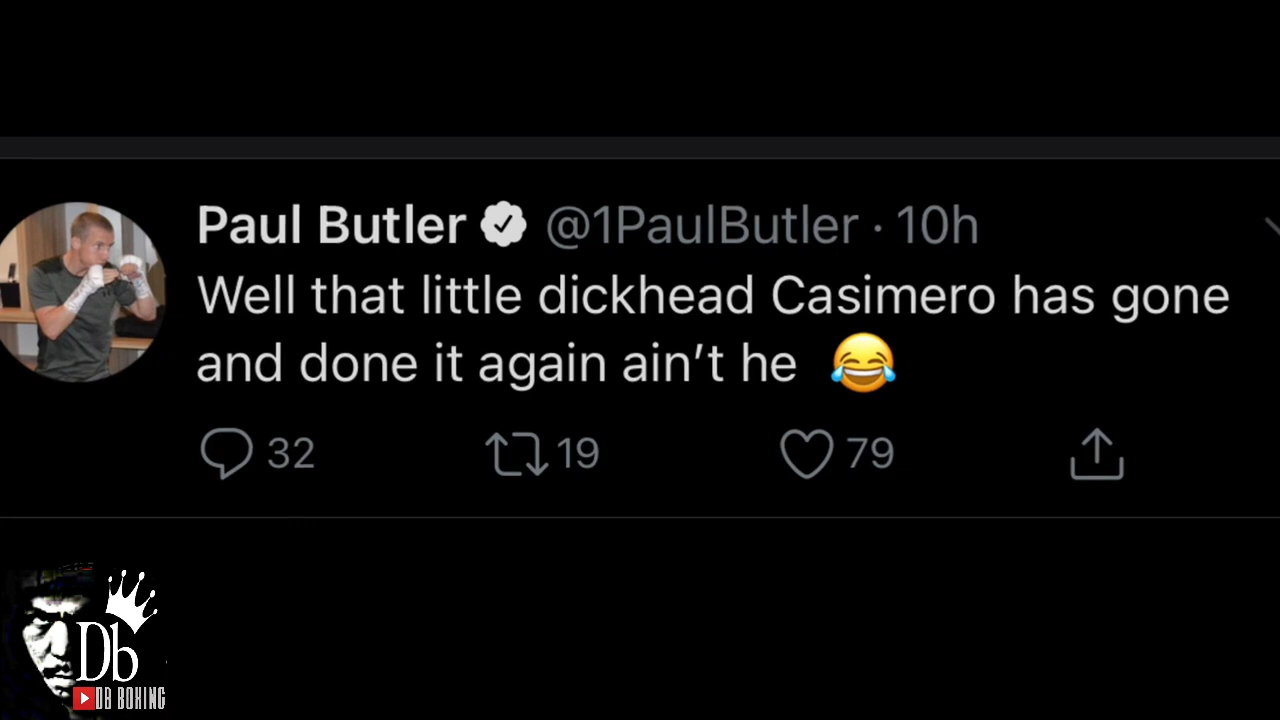 Paul Butler @1PaulButler · 10h
Well that little dickhead Casimero has gone
and done it again ain’t he 😂
32 19 79
Db
DB BOXING